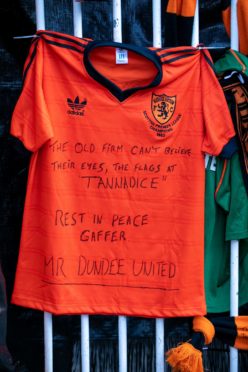 adidas
THE OLD FIRM CAN'T BELIEVE
THEIR EYES, THE FLAGS AT
"TANNADICE"
REST IN PEACE
GAFFER
MR DUNDEE UNITED